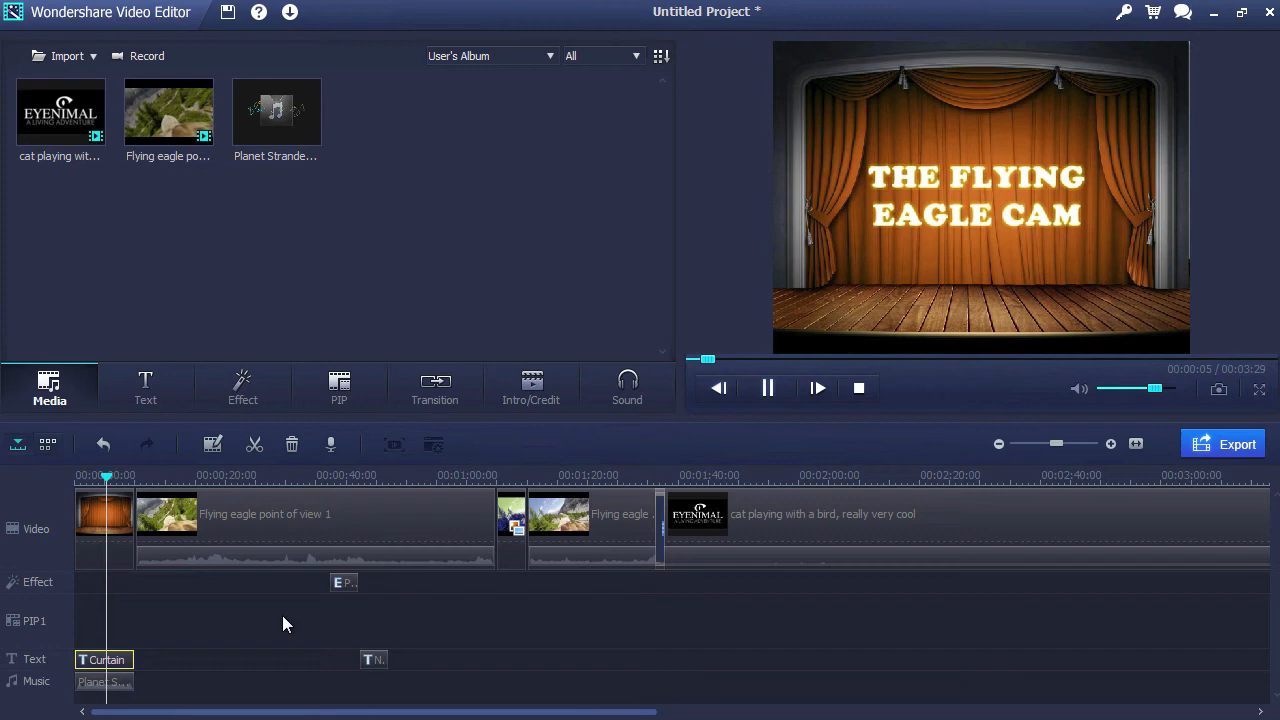 Wondershare Video Editor
Untitled Project *
Import
Record
User's Album
All
EYENIMAL
A LIVING ADVENTURE
cat playing wit...
Flying eagle po...
Planet Strande...
THE FLYING
EAGLE CAM
00:00:05 / 00:03:29
Media
Text
Effect
PIP
Transition
Intro/Credit
Sound
Export
00:00:20:00
00:00:40:00
00:01:00:00
00:01:20:00
00:01:40:00
00:02:00:00
00:02:20:00
00:02:40:00
00:03:00:00
Video
Flying eagle point of view 1
Flying eagle .
EYENIMAL
cat playing with a bird, really very cool
Effect
E P..
PIP1
Text
T Curtain
T N.
Music
Planet S...